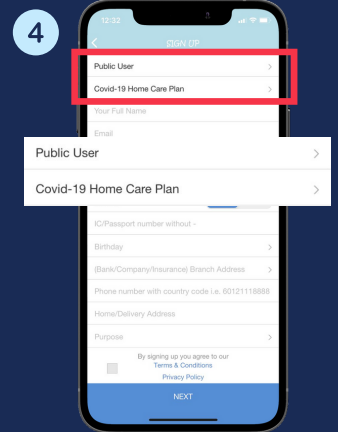 4
12:32
SIGN UP
Public User
Covid-19 Home Care Plan
Your Full Name
Email
Public User
Covid-19 Home Care Plan
IC/Passport number without -
Birthday
(Bank/Company/Insurance) Branch Address
Phone number with country code i.e. 60121118888
Home/Delivery Address
Purpose
By signing up you agree to our
Terms & Conditions
Privacy Policy
NEXT